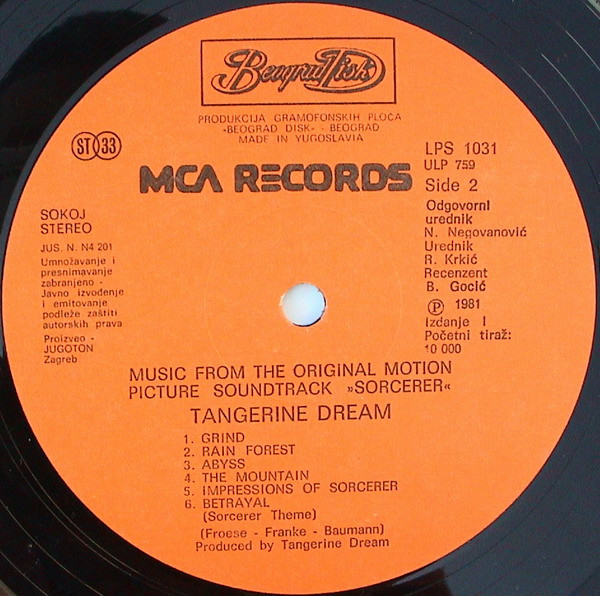 Beograd Disk
PRODUKCIJA GRAMOFONSKIH PLOČA
»BEOGRAD DISK« - BEOGRAD
MADE IN YUGOSLAVIA
ST 33
MCA RECORDS
LPS 1031
ULP 759
Side 2
Odgovorni
urednik
N. Negovanović
Urednik
R. Krkić
Recenzent
B. Gocić
Ⓟ 1981
Izdanje I
Početni tiraž:
10 000
SOKOJ
STEREO
JUS. N. N4 201
Umnožavanje i
presnimavanje
zabranjeno -
Javno izvođenje
i emitovanje
podleže zaštiti
autorskih prava
Proizveo -
JUGOTON
Zagreb
MUSIC FROM THE ORIGINAL MOTION
PICTURE SOUNDTRACK »SORCERER«
TANGERINE DREAM
1. GRIND
2. RAIN FOREST
3. ABYSS
4. THE MOUNTAIN
5. IMPRESSIONS OF SORCERER
6. BETRAYAL
(Sorcerer Theme)
(Froese - Franke - Baumann)
Produced by Tangerine Dream